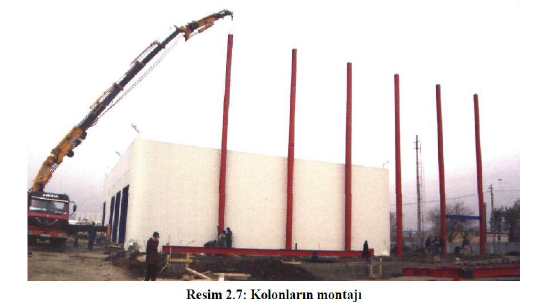 Resim 2.7: Kolonların montajı